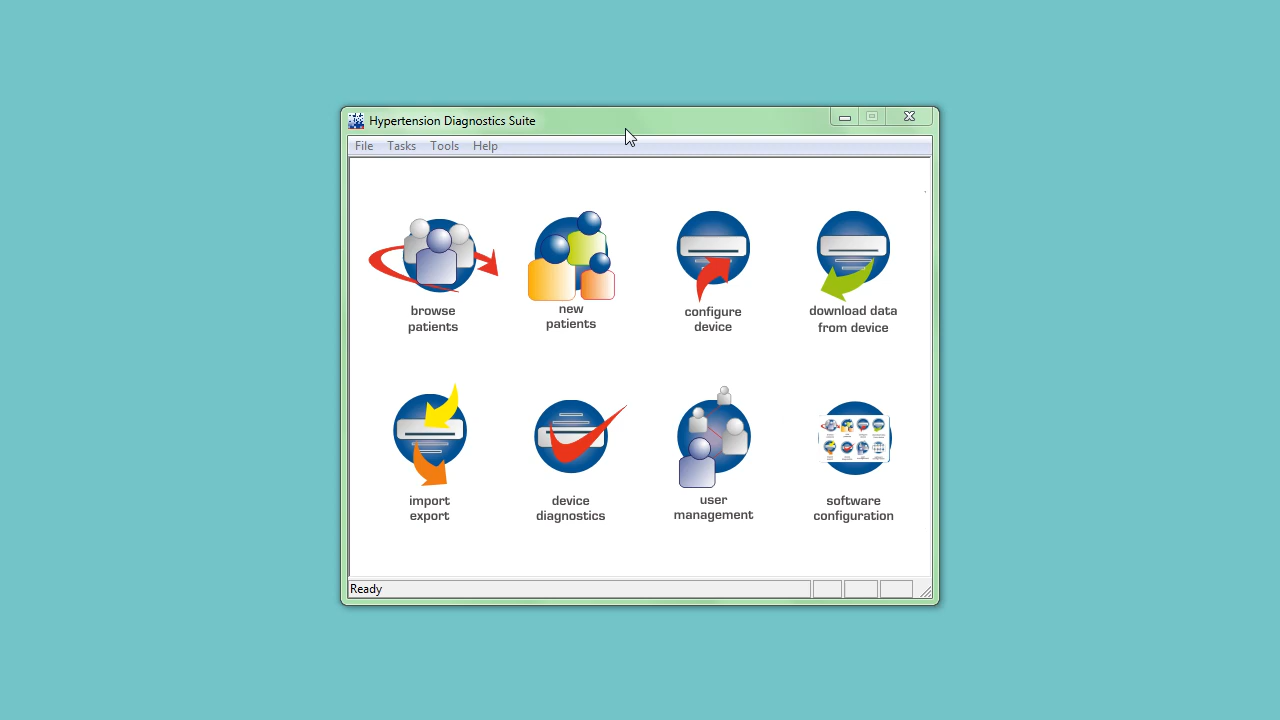 Hypertension Diagnostics Suite
File Tasks Tools Help
browse
patients
new
patients
configure
device
download data
from device
import
export
device
diagnostics
user
management
software
configuration
Ready